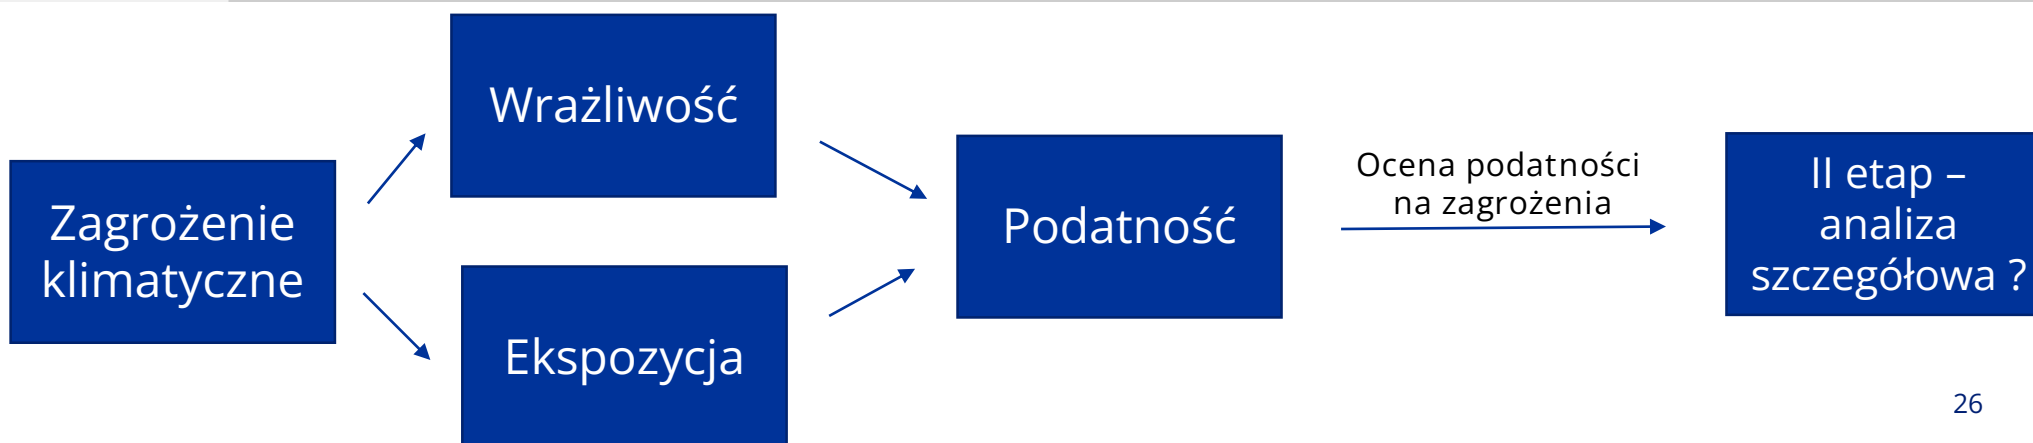 Zagrożenie
klimatyczne
Wrażliwość
Ekspozycja
Podatność
Ocena podatności
na zagrożenia
II etap –
analiza
szczegółowa ?
26